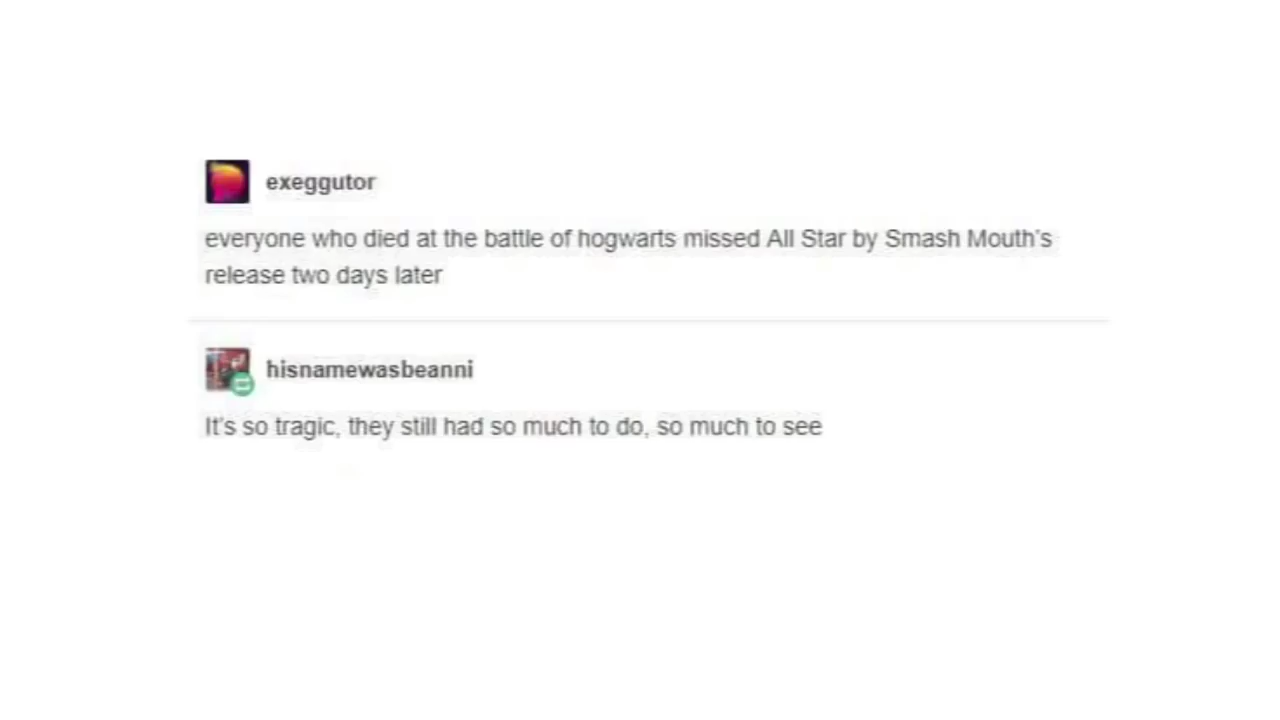 exeggutor
everyone who died at the battle of hogwarts missed All Star by Smash Mouth's
release two days later
hisnamewasbeanni
It's so tragic, they still had so much to do, so much to see